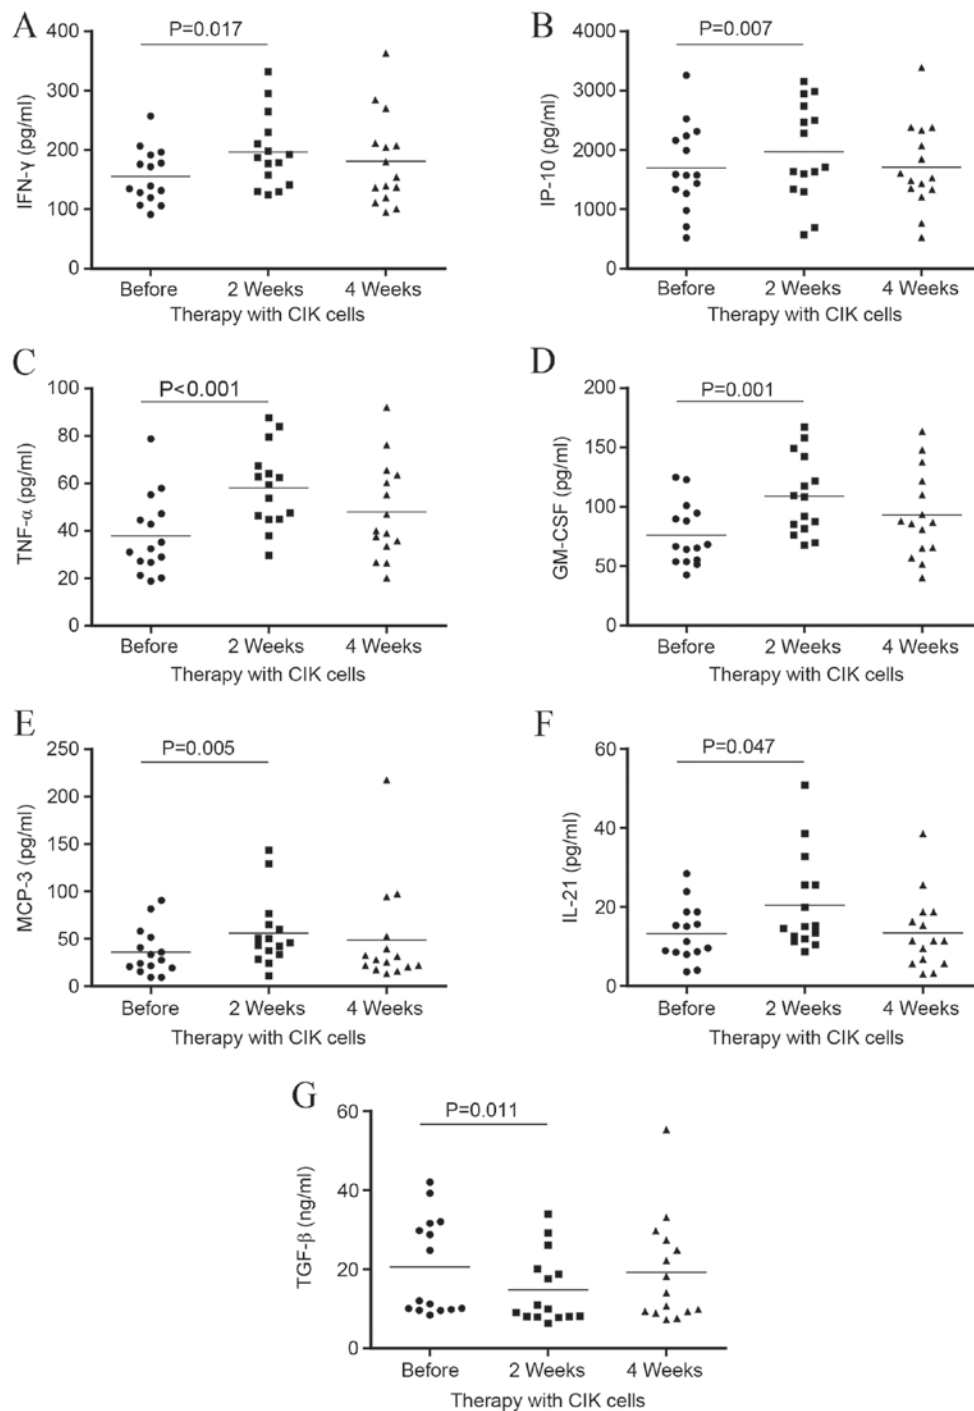 A
B
P=0.017
P=0.007
400
300
200
100
0
IFN-γ (pg/ml)
Before
2 Weeks
4 Weeks
Therapy with CIK cells
4000
3000
2000
1000
0
IP-10 (pg/ml)
Before
2 Weeks
4 Weeks
Therapy with CIK cells
C
D
P<0.001
P=0.001
100
80
60
40
20
0
TNF-α (pg/ml)
Before
2 Weeks
4 Weeks
Therapy with CIK cells
200
150
100
50
0
GM-CSF (pg/ml)
Before
2 Weeks
4 Weeks
Therapy with CIK cells
E
F
P=0.005
P=0.047
250
200
150
100
50
0
MCP-3 (pg/ml)
Before
2 Weeks
4 Weeks
Therapy with CIK cells
60
40
20
0
IL-21 (pg/ml)
Before
2 Weeks
4 Weeks
Therapy with CIK cells
G
P=0.011
60
40
20
0
TGF-β (ng/ml)
Before
2 Weeks
4 Weeks
Therapy with CIK cells